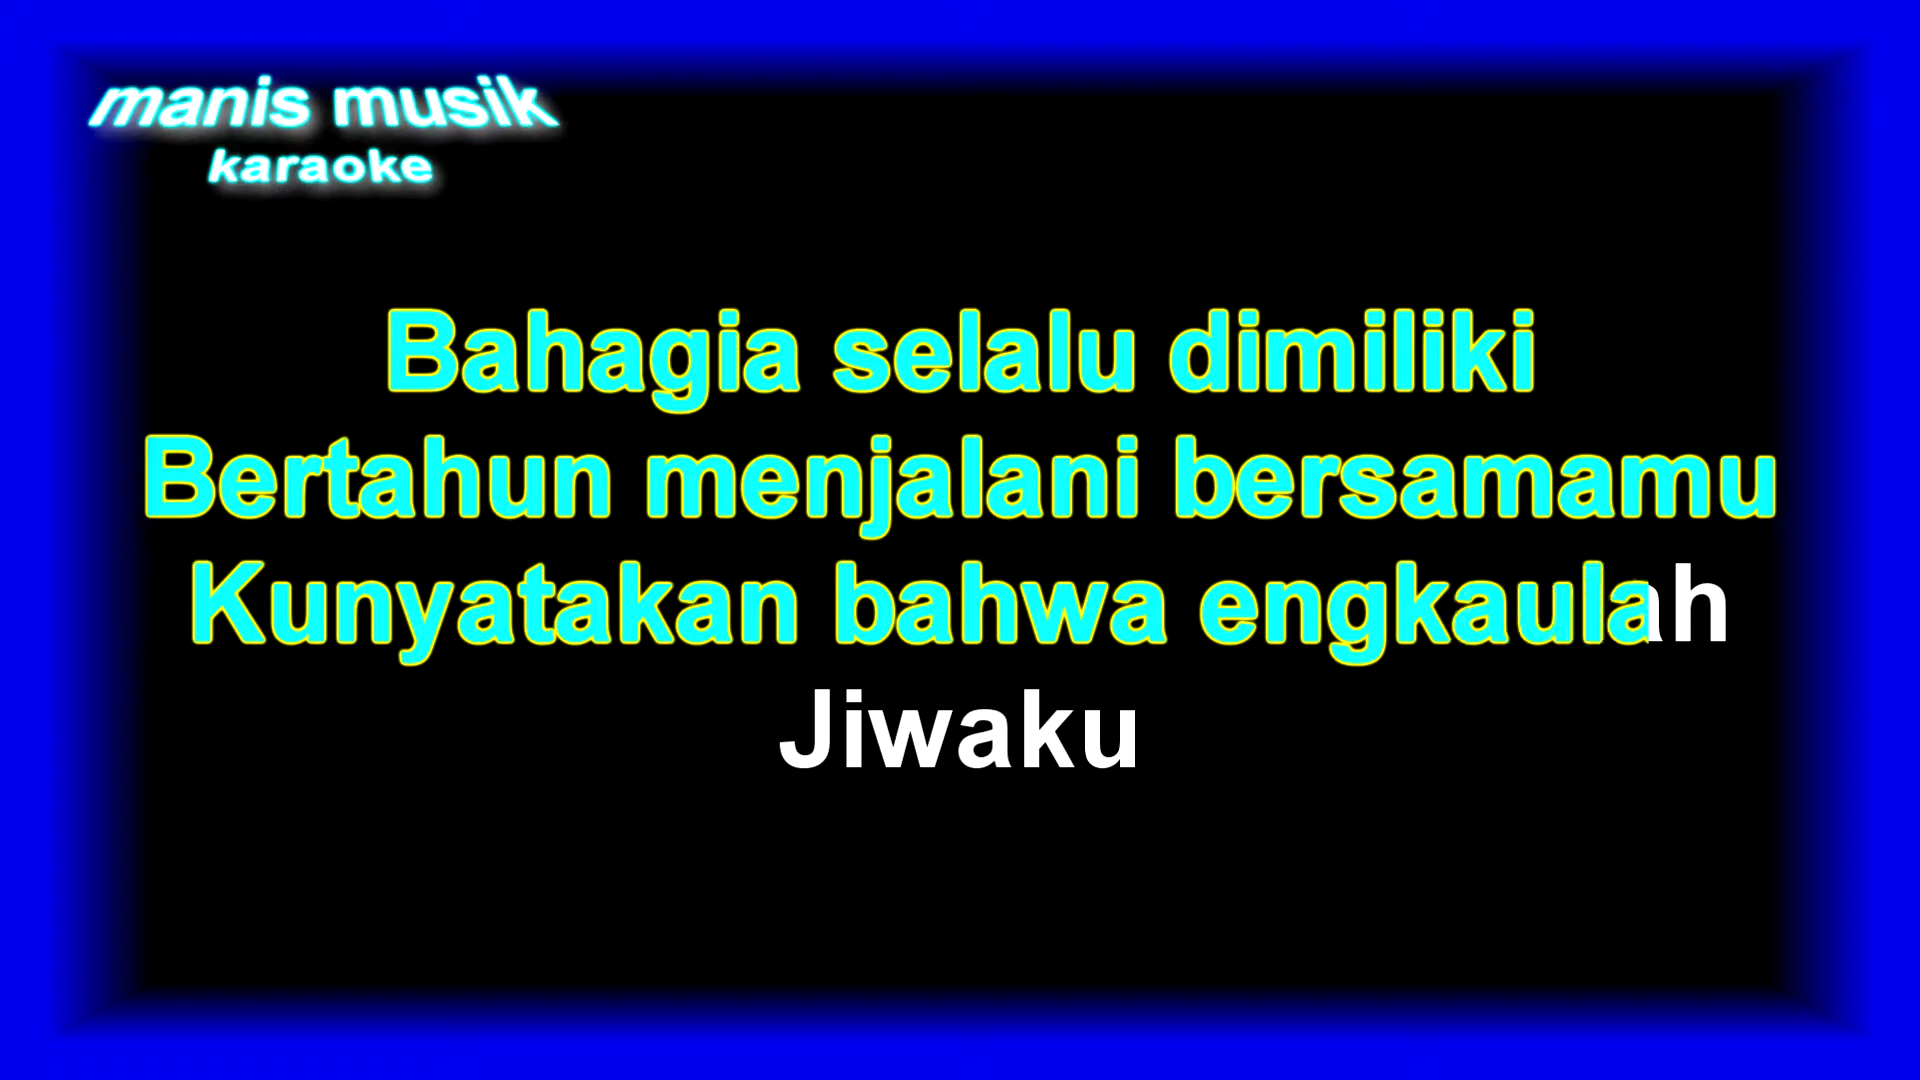 manis musik
karaoke
Bahagia selalu dimiliki
Bertahun menjalani bersamamu
Kunyatakan bahwa engkaulah
Jiwaku